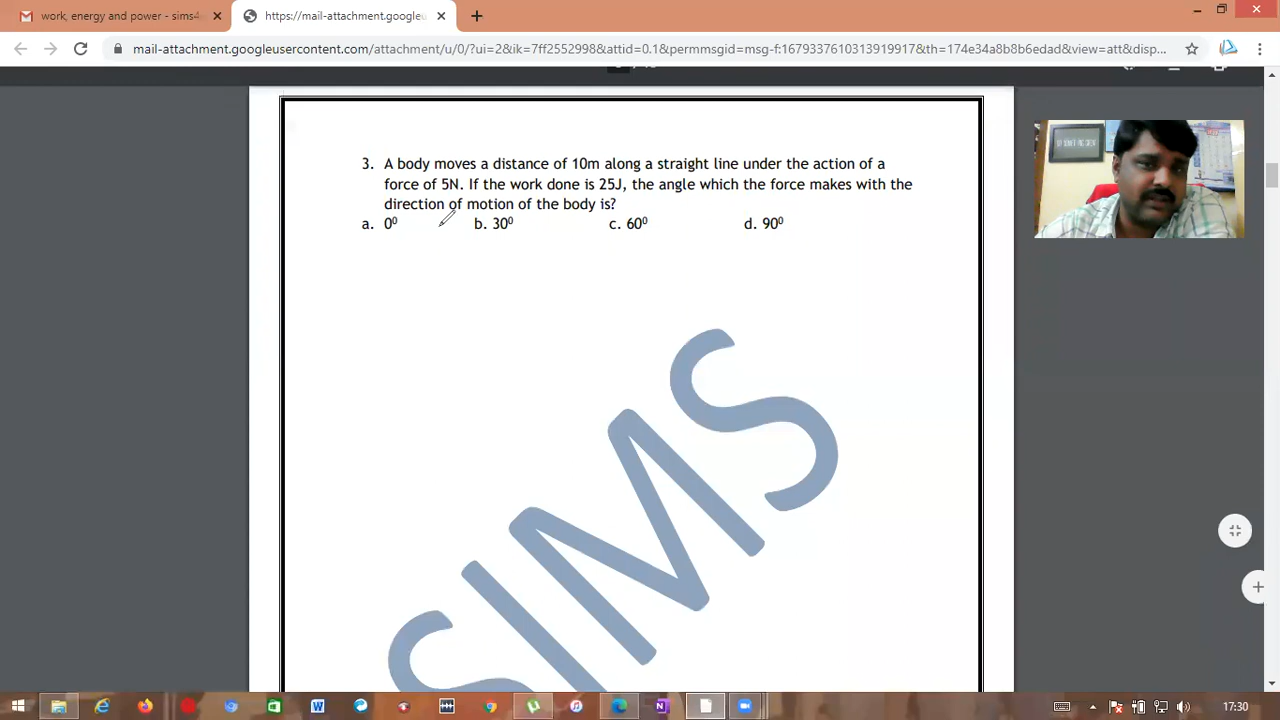 work, energy and power - sims4
https://mail-attachment.googleu
mail-attachment.googleusercontent.com/attachment/u/0/?ui=2&ik=7ff2552998&attid=0.1&permmsgid=msg-f:1679337610313919917&th=174e34a8b8b6edad&view=att&disp...
3. A body moves a distance of 10m along a straight line under the action of a
force of 5N. If the work done is 25J, the angle which the force makes with the
direction of motion of the body is?
a. 0⁰ b. 30⁰ c. 60⁰ d. 90⁰
SIMS
17:30